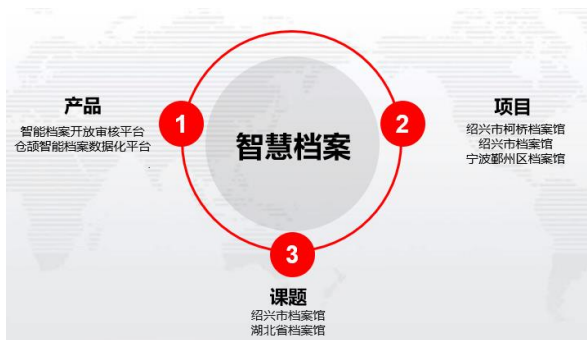 智慧档案
1
产品
智能档案开放审核平台
仓颉智能档案数据化平台
2
项目
绍兴市柯桥档案馆
绍兴市档案馆
宁波鄞州区档案馆
3
课题
绍兴市档案馆
湖北省档案馆